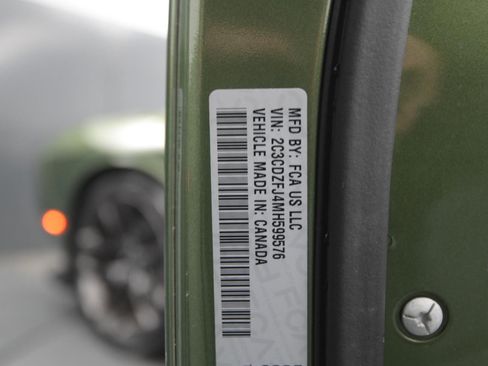 MFD BY: FCA US LLC
VIN: 2C3CDZFJ4MH599576
VEHICLE MADE IN: CANADA